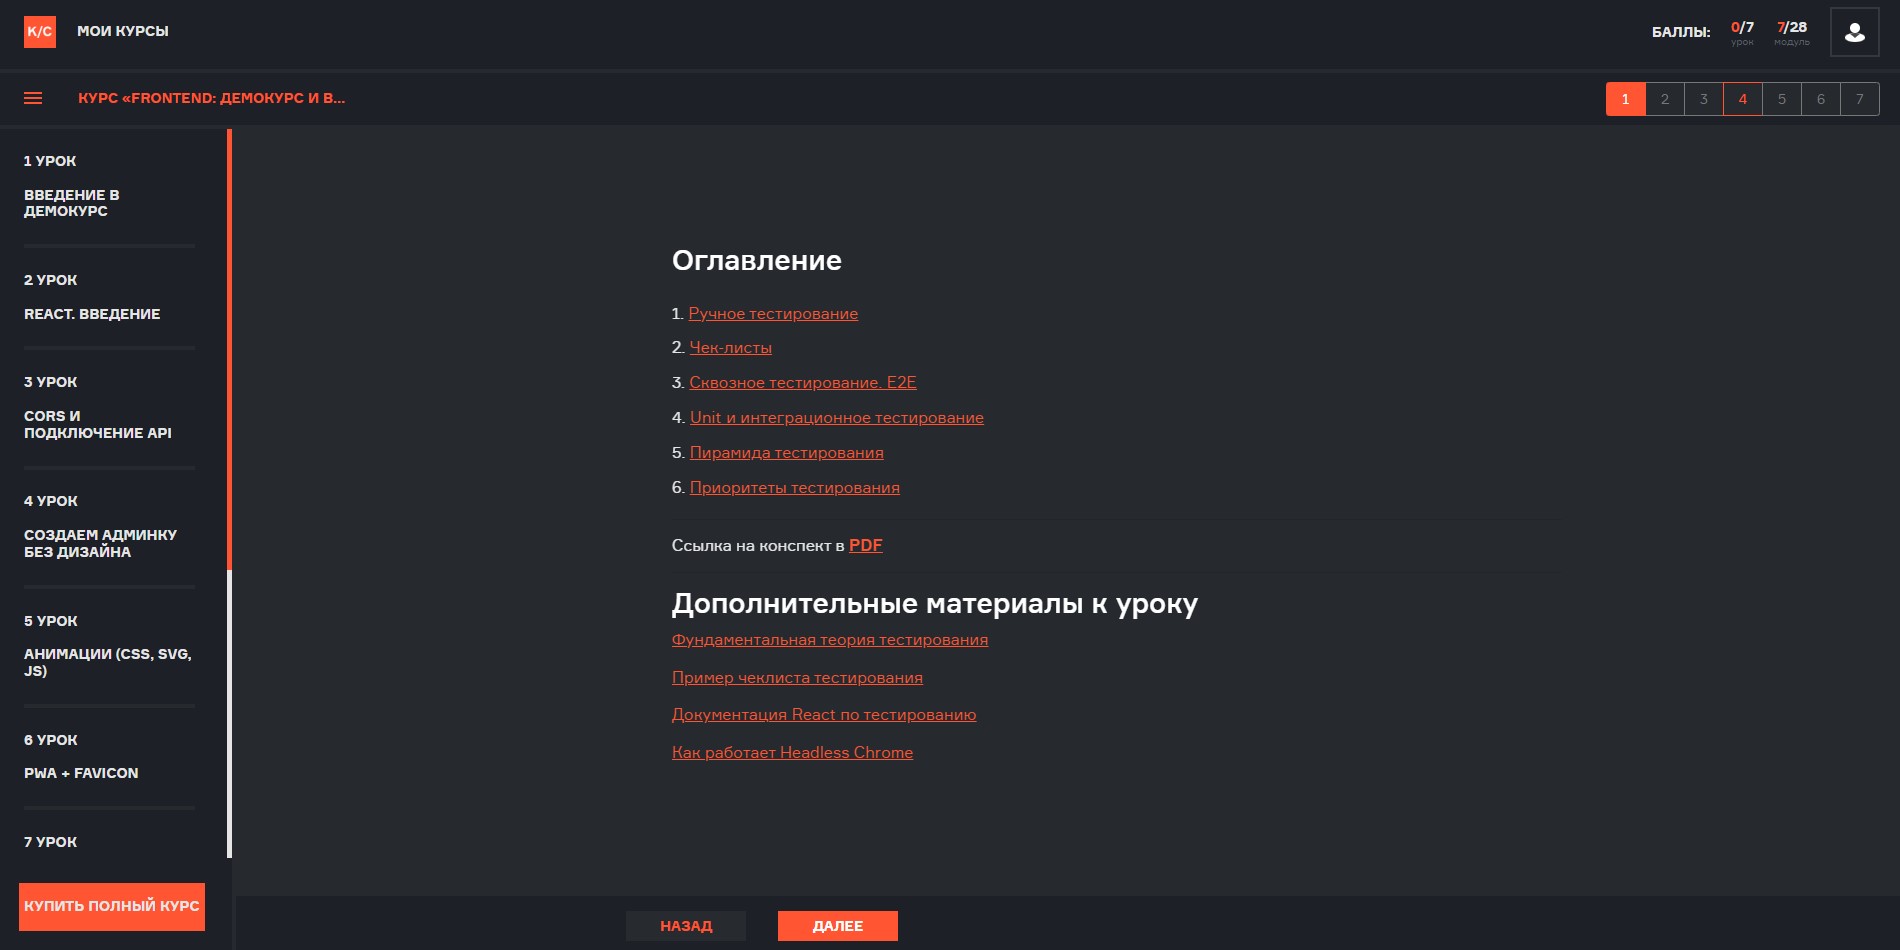 K/C
МОИ КУРСЫ
БАЛЛЫ:
0/7
урок
7/28
модуль
КУРС «FRONTEND: ДЕМОКУРС И В...
1 2 3 4 5 6 7
1 УРОК
ВВЕДЕНИЕ В
ДЕМОКУРС
2 УРОК
REACT. ВВЕДЕНИЕ
3 УРОК
CORS И
ПОДКЛЮЧЕНИЕ API
4 УРОК
СОЗДАЕМ АДМИНКУ
БЕЗ ДИЗАЙНА
5 УРОК
АНИМАЦИИ (CSS, SVG,
JS)
6 УРОК
PWA + FAVICON
7 УРОК
КУПИТЬ ПОЛНЫЙ КУРС
Оглавление
1. Ручное тестирование
2. Чек-листы
3. Сквозное тестирование. E2E
4. Unit и интеграционное тестирование
5. Пирамида тестирования
6. Приоритеты тестирования
Ссылка на конспект в PDF
Дополнительные материалы к уроку
Фундаментальная теория тестирования
Пример чеклиста тестирования
Документация React по тестированию
Как работает Headless Chrome
НАЗАД
ДАЛЕЕ